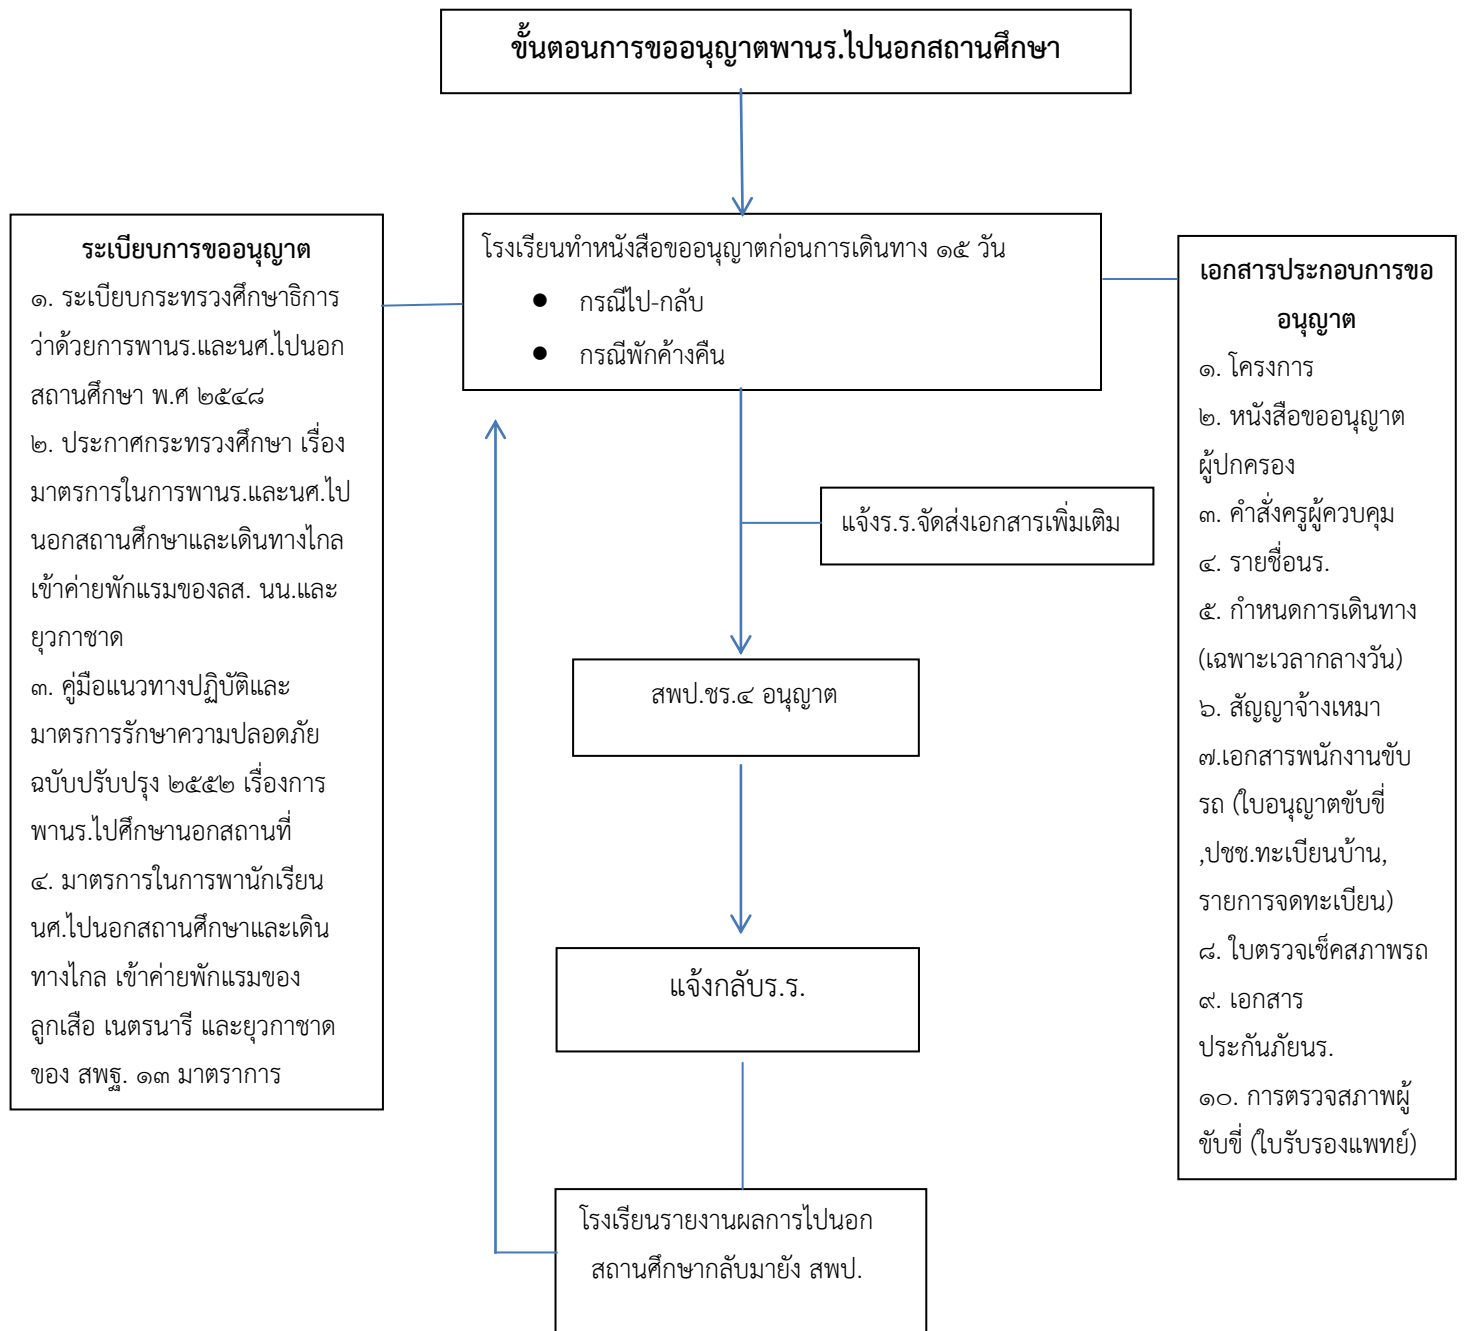 ขั้นตอนการขออนุญาตพานร.ไปนอกสถานศึกษา
โรงเรียนทำหนังสือขออนุญาตก่อนการเดินทาง ๑๕ วัน
● กรณีไป-กลับ
● กรณีพักค้างคืน
ระเบียบการขออนุญาต
๑. ระเบียบกระทรวงศึกษาธิการ
ว่าด้วยการพานร.และนศ.ไปนอก
สถานศึกษา พ.ศ ๒๕๔๘
๒. ประกาศกระทรวงศึกษา เรื่อง
มาตรการในการพานร.และนศ.ไป
นอกสถานศึกษาและเดินทางไกล
เข้าค่ายพักแรมของลส. นน.และ
ยุวกาชาด
๓. คู่มือแนวทางปฏิบัติและ
มาตรการรักษาความปลอดภัย
ฉบับปรับปรุง ๒๕๕๒ เรื่องการ
พานร.ไปศึกษานอกสถานที่
๔. มาตรการในการพานักเรียน
นศ.ไปนอกสถานศึกษาและเดิน
ทางไกล เข้าค่ายพักแรมของ
ลูกเสือ เนตรนารี และยุวกาชาด
ของ สพฐ. ๑๓ มาตราการ
เอกสารประกอบการขอ
อนุญาต
๑. โครงการ
๒. หนังสือขออนุญาต
ผู้ปกครอง
๓. คำสั่งครูผู้ควบคุม
๔. รายชื่อนร.
๕. กำหนดการเดินทาง
(เฉพาะเวลากลางวัน)
๖. สัญญาจ้างเหมา
๗.เอกสารพนักงานขับ
รถ (ใบอนุญาตขับขี่
,ปชช.ทะเบียนบ้าน,
รายการจดทะเบียน)
๘. ใบตรวจเช็คสภาพรถ
๙. เอกสาร
ประกันภัยนร.
๑๐. การตรวจสภาพผู้
ขับขี่ (ใบรับรองแพทย์)
แจ้งร.ร.จัดส่งเอกสารเพิ่มเติม
สพป.ชร.๔ อนุญาต
แจ้งกลับร.ร.
โรงเรียนรายงานผลการไปนอก
สถานศึกษากลับมายัง สพป.